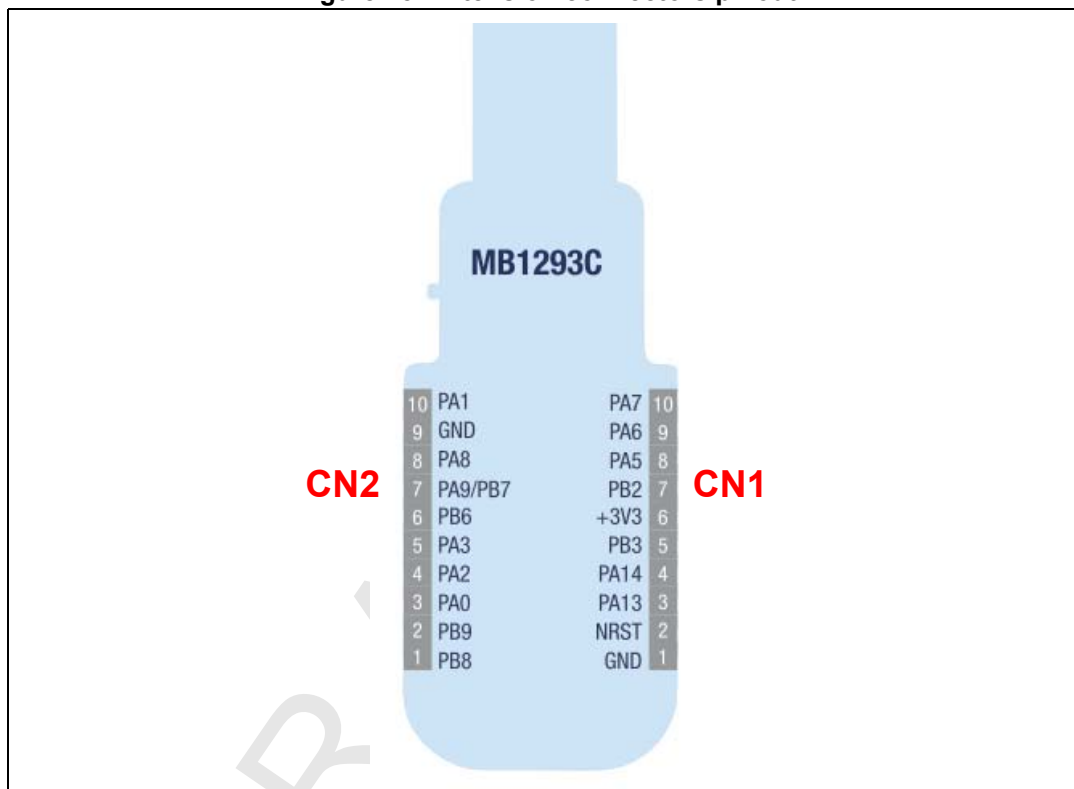 MB1293C
10 PA1 PA7 10
9 GND PA6 9
8 PA8 PA5 8
CN2 7 PA9/PB7 PB2 7 CN1
6 PB6 +3V3 6
5 PA3 PB3 5
4 PA2 PA14 4
3 PA0 PA13 3
2 PB9 NRST 2
1 PB8 GND 1